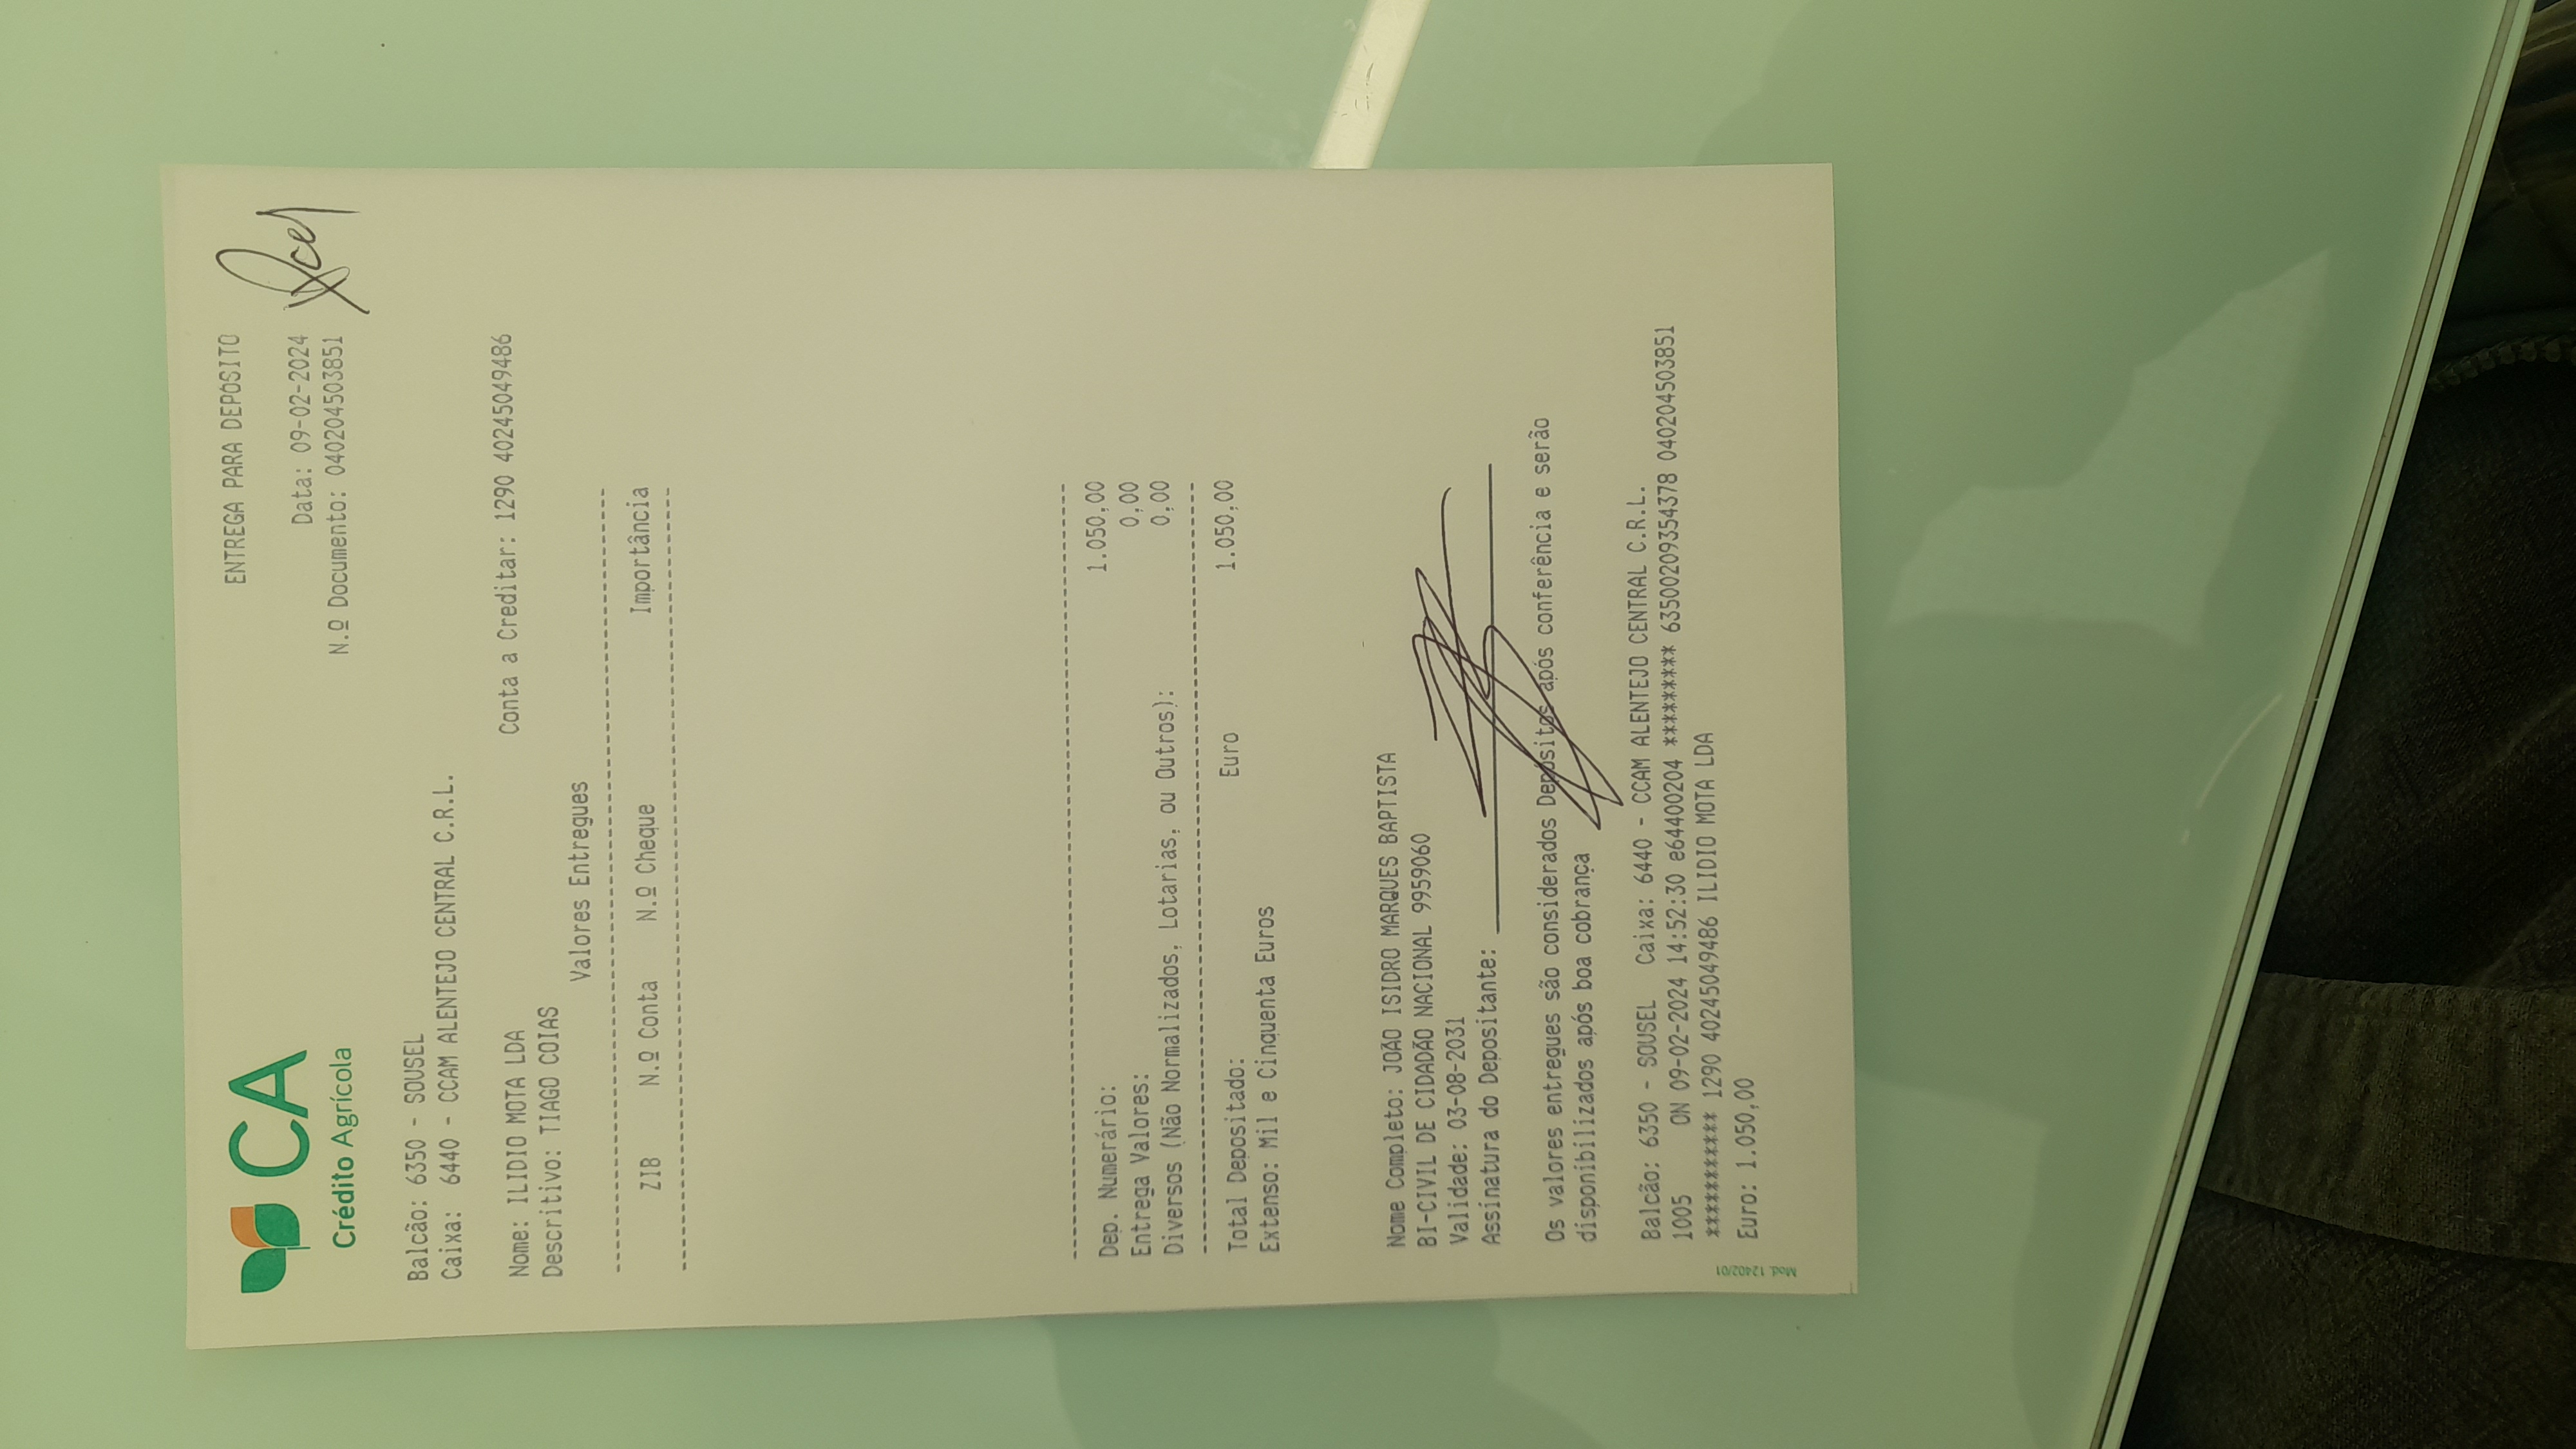 CA
Crédito Agrícola
ENTREGA PARA DEPÓSITO
Data: 09-02-2024
N.º Documento: 04020450385​1
Balcão: 6350 - SOUSEL
Caixa: 6440 - CCAM ALENTEJO CENTRAL C.R.L.
Conta a Creditar: 1290 40245049486
Nome: ILIDIO MOTA LDA
Descritivo: TIAGO COIAS
Valores Entregues
ZIB N.º Conta N.º Cheque Importância
Dep. Numerário: 1.050,00
Entrega Valores: 0,00
Diversos (Não Normalizados, Lotarias, ou Outros): 0,00
Total Depositado: Euro 1.050,00
Extenso: Mil e Cinquenta Euros
Nome Completo: JOÃO ISIDRO MARQUES BAPTISTA
BI-CIVIL DE CIDADÃO NACIONAL 9959060
Validade: 03-08-2031
Assinatura do Depositante:
Os valores entregues são considerados Depósitos após conferência e serão
disponibilizados após boa cobrança
Balcão: 6350 - SOUSEL Caixa: 6440 - CCAM ALENTEJO CENTRAL C.R.L.
1005 ON 09-02-2024 14:52:30 e64400204 ********* 6350020209354378 040204503851
*********** 1290 40245049486 ILIDIO MOTA LDA
Euro: 1.050,00
Mod. 12402/01